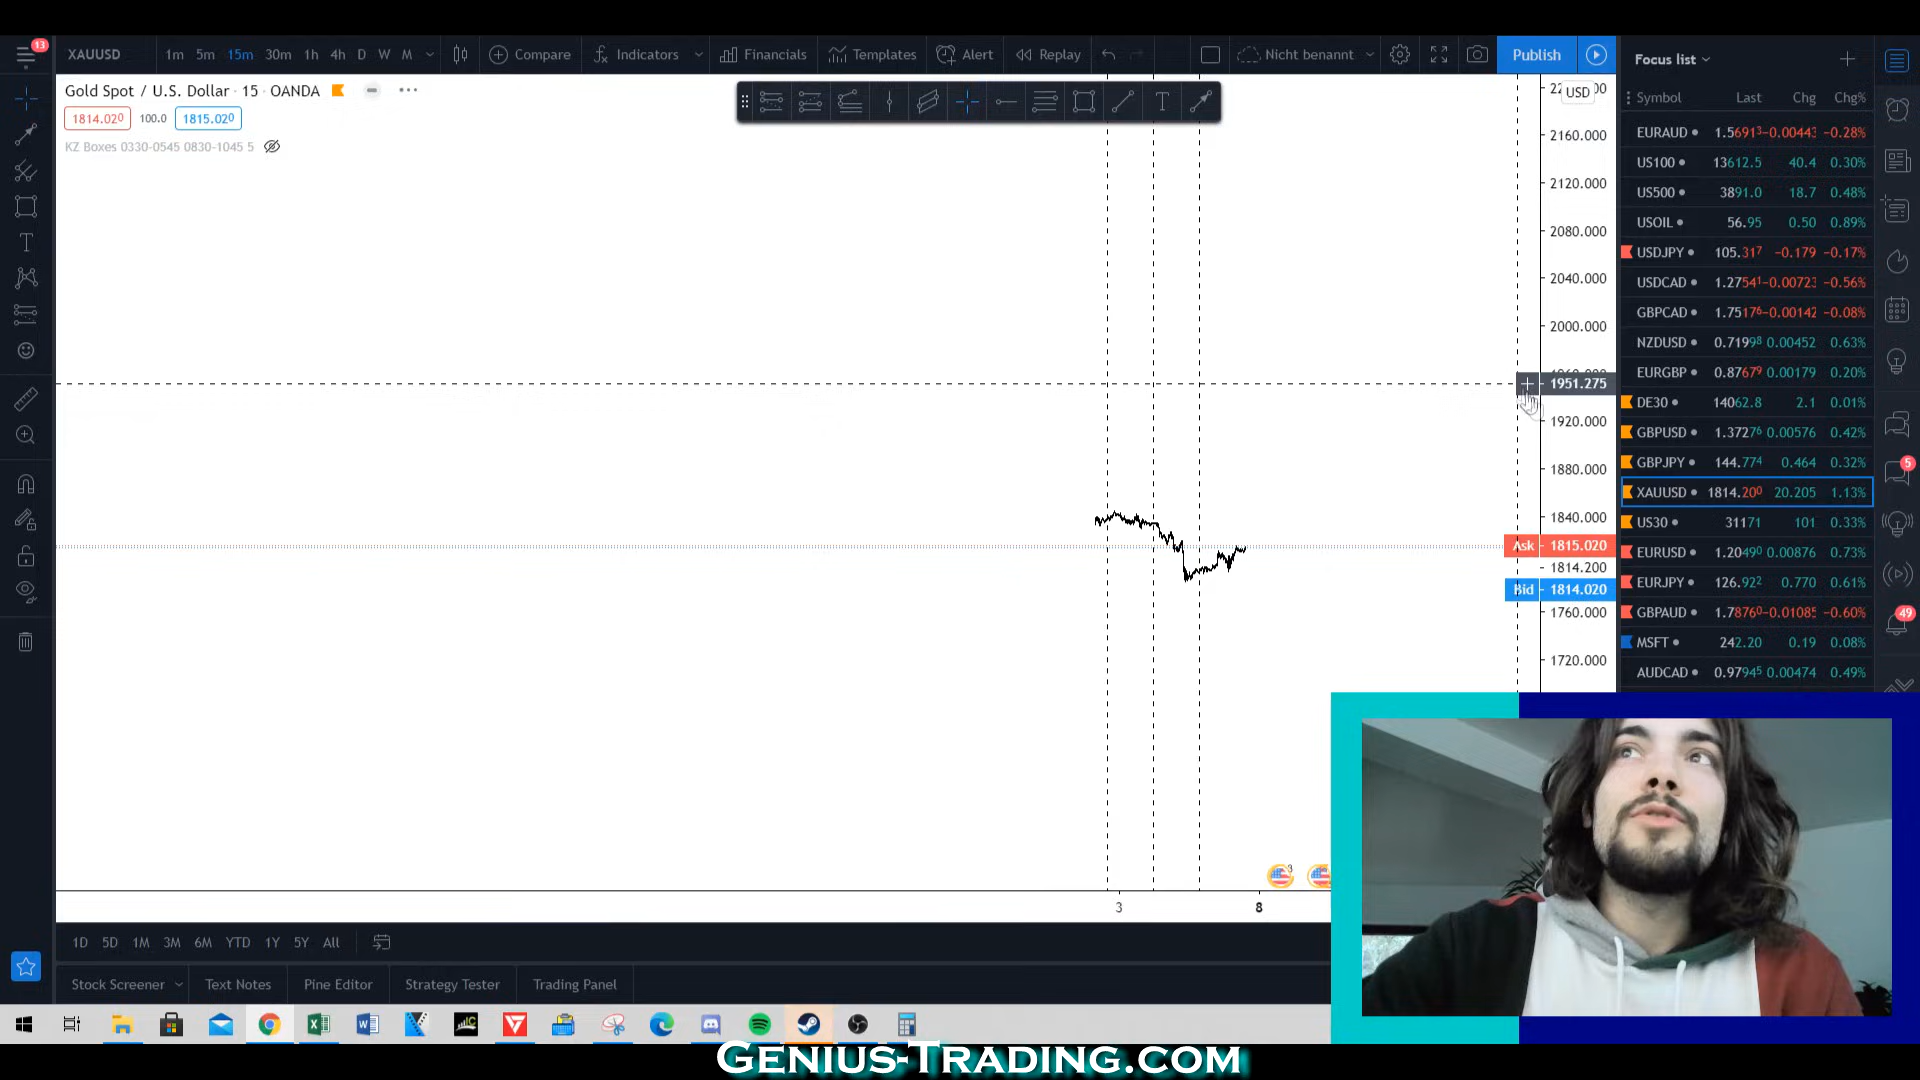 13
XAUUSD 1m 5m 15m 30m 1h 4h D W M Compare Indicators Financials Templates Alert Replay Nicht benannt Publish
Focus list
Gold Spot / U.S. Dollar · 15 · OANDA
1814.020 100.0 1815.020
KZ Boxes 0330-0545 0830-1045 5
USD
2160.000
2120.000
2080.000
2040.000
2000.000
1951.275
1920.000
1880.000
1840.000
Ask 1815.020
1814.200
Bid 1814.020
1760.000
1720.000
Symbol Last Chg Chg%
EURAUD 1.56913 −0.00443 −0.28%
US100 13612.5 40.4 0.30%
US500 3891.0 18.7 0.48%
USOIL 56.95 0.50 0.89%
USDJPY 105.317 −0.179 −0.17%
USDCAD 1.27541 −0.00723 −0.56%
GBPCAD 1.75176 −0.00142 −0.08%
NZDUSD 0.71998 0.00452 0.63%
EURGBP 0.87679 0.00179 0.20%
DE30 14062.8 2.1 0.01%
GBPUSD 1.37276 0.00576 0.42%
GBPJPY 144.774 0.464 0.32%
XAUUSD 1814.200 20.205 1.13%
US30 31171 101 0.33%
EURUSD 1.20490 0.00876 0.73%
EURJPY 126.922 0.770 0.61%
GBPAUD 1.78760 −0.01085 −0.60%
MSFT 242.20 0.19 0.08%
AUDCAD 0.97945 0.00474 0.49%
5
49
3
3 8
1D 5D 1M 3M 6M YTD 1Y 5Y All
Stock Screener Text Notes Pine Editor Strategy Tester Trading Panel
Genius-Trading.com